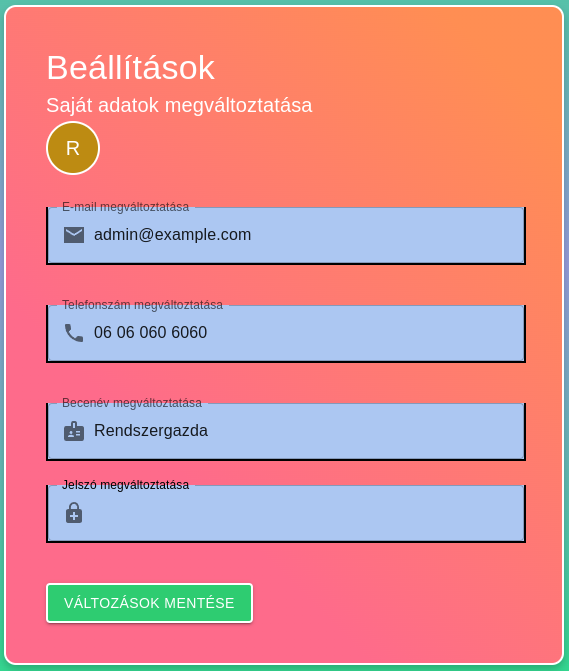 Beállítások
Saját adatok megváltoztatása
R
E-mail megváltoztatása
admin@example.com
Telefonszám megváltoztatása
06 06 060 6060
Becenév megváltoztatása
Rendszergazda
Jelszó megváltoztatása
VÁLTOZÁSOK MENTÉSE